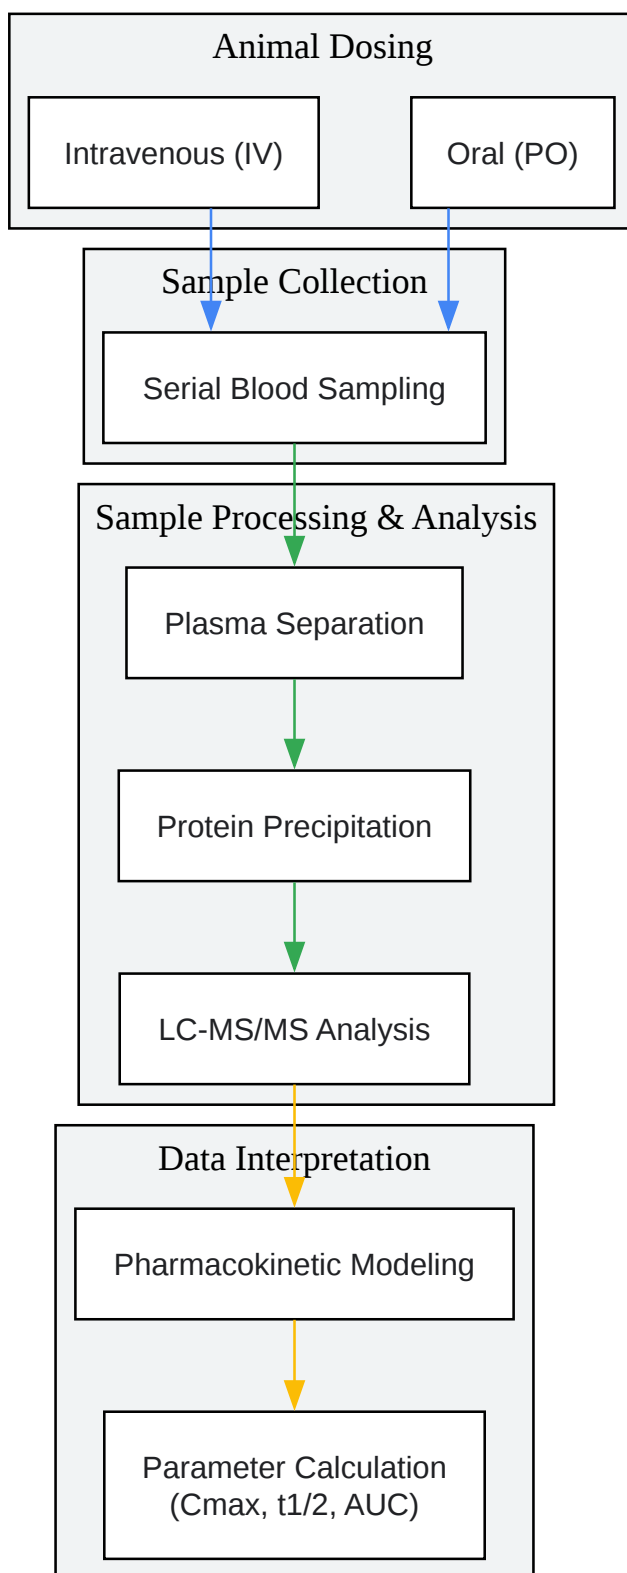 Animal Dosing
Intravenous (IV)
Oral (PO)
Sample Collection
Serial Blood Sampling
Sample Processing & Analysis
Plasma Separation
Protein Precipitation
LC-MS/MS Analysis
Data Interpretation
Pharmacokinetic Modeling
Parameter Calculation
(Cmax, t1/2, AUC)